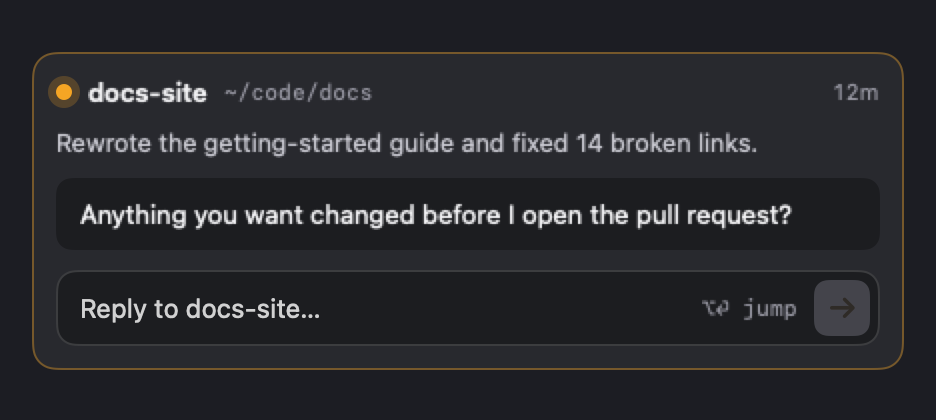 docs-site ~/code/docs 12m
Rewrote the getting-started guide and fixed 14 broken links.
Anything you want changed before I open the pull request?
Reply to docs-site... ⌥⏎ jump →